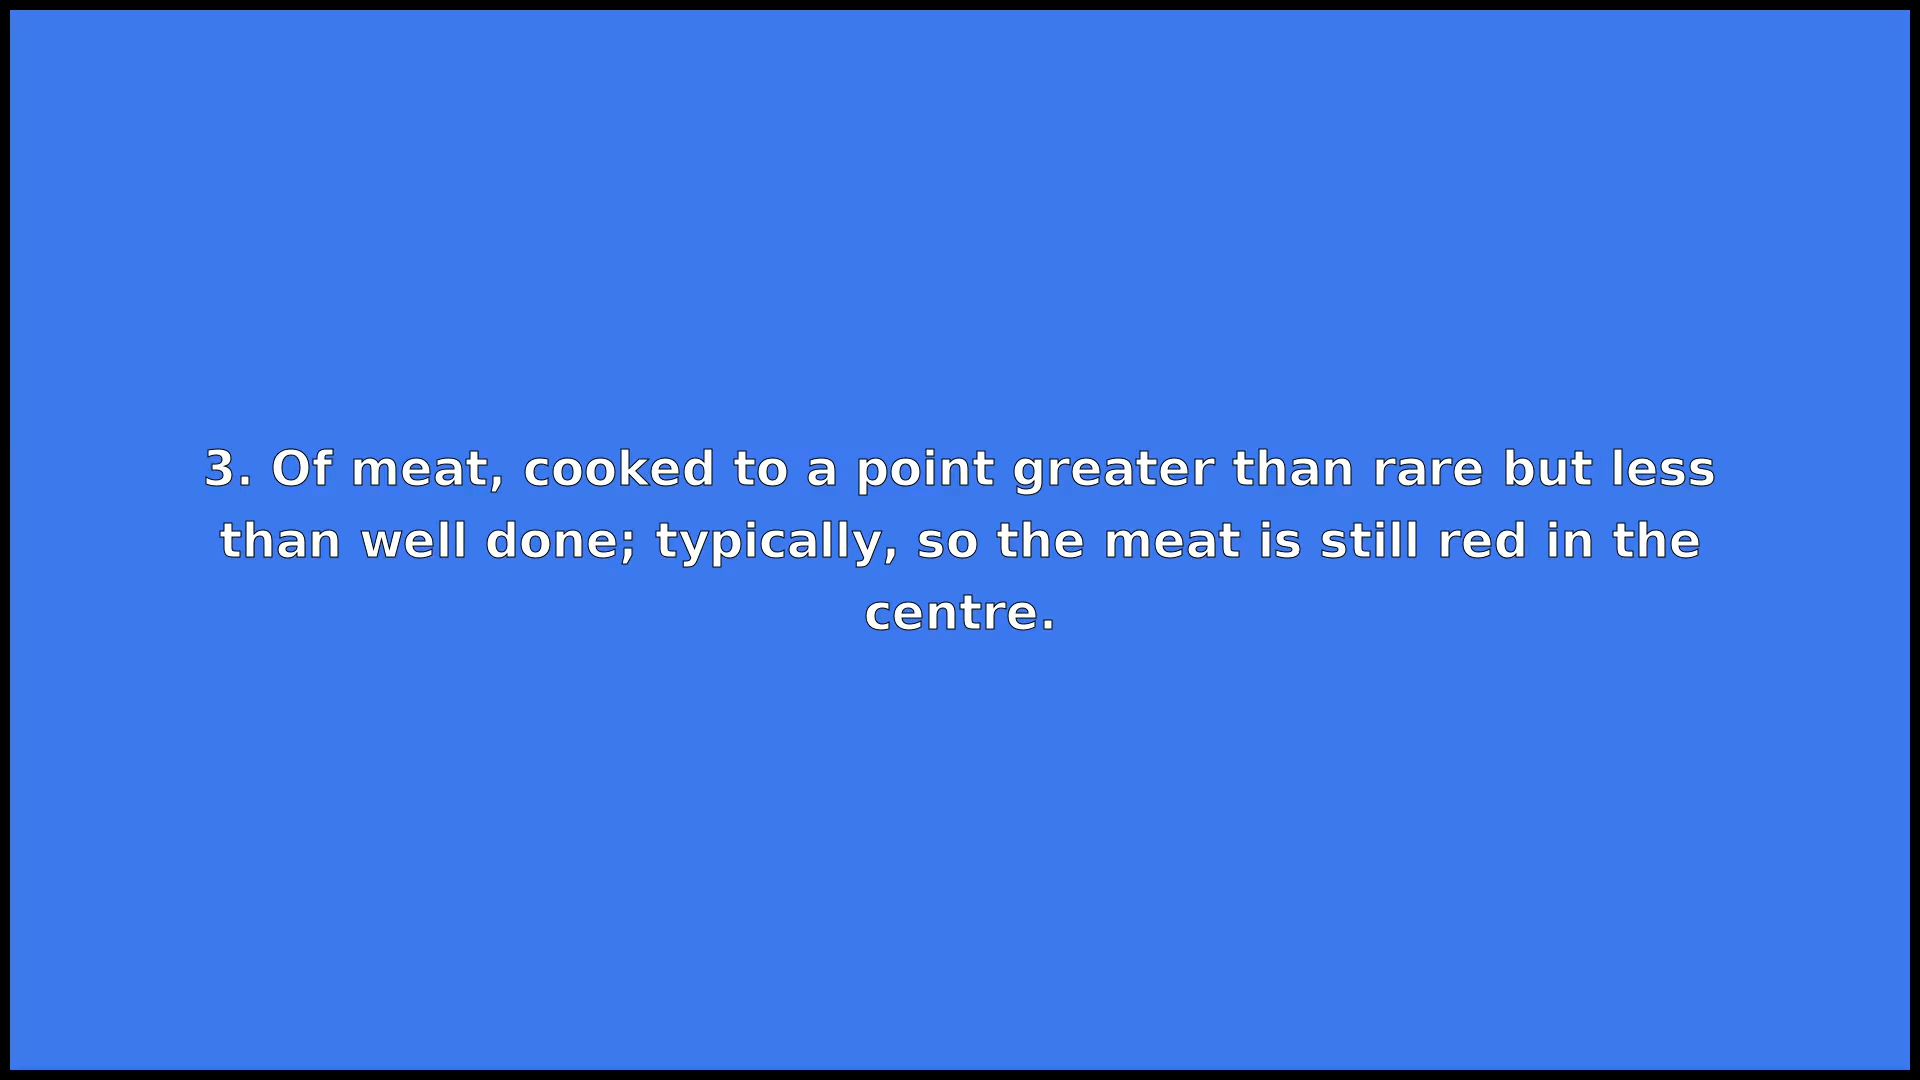 3. Of meat, cooked to a point greater than rare but less
than well done; typically, so the meat is still red in the
centre.